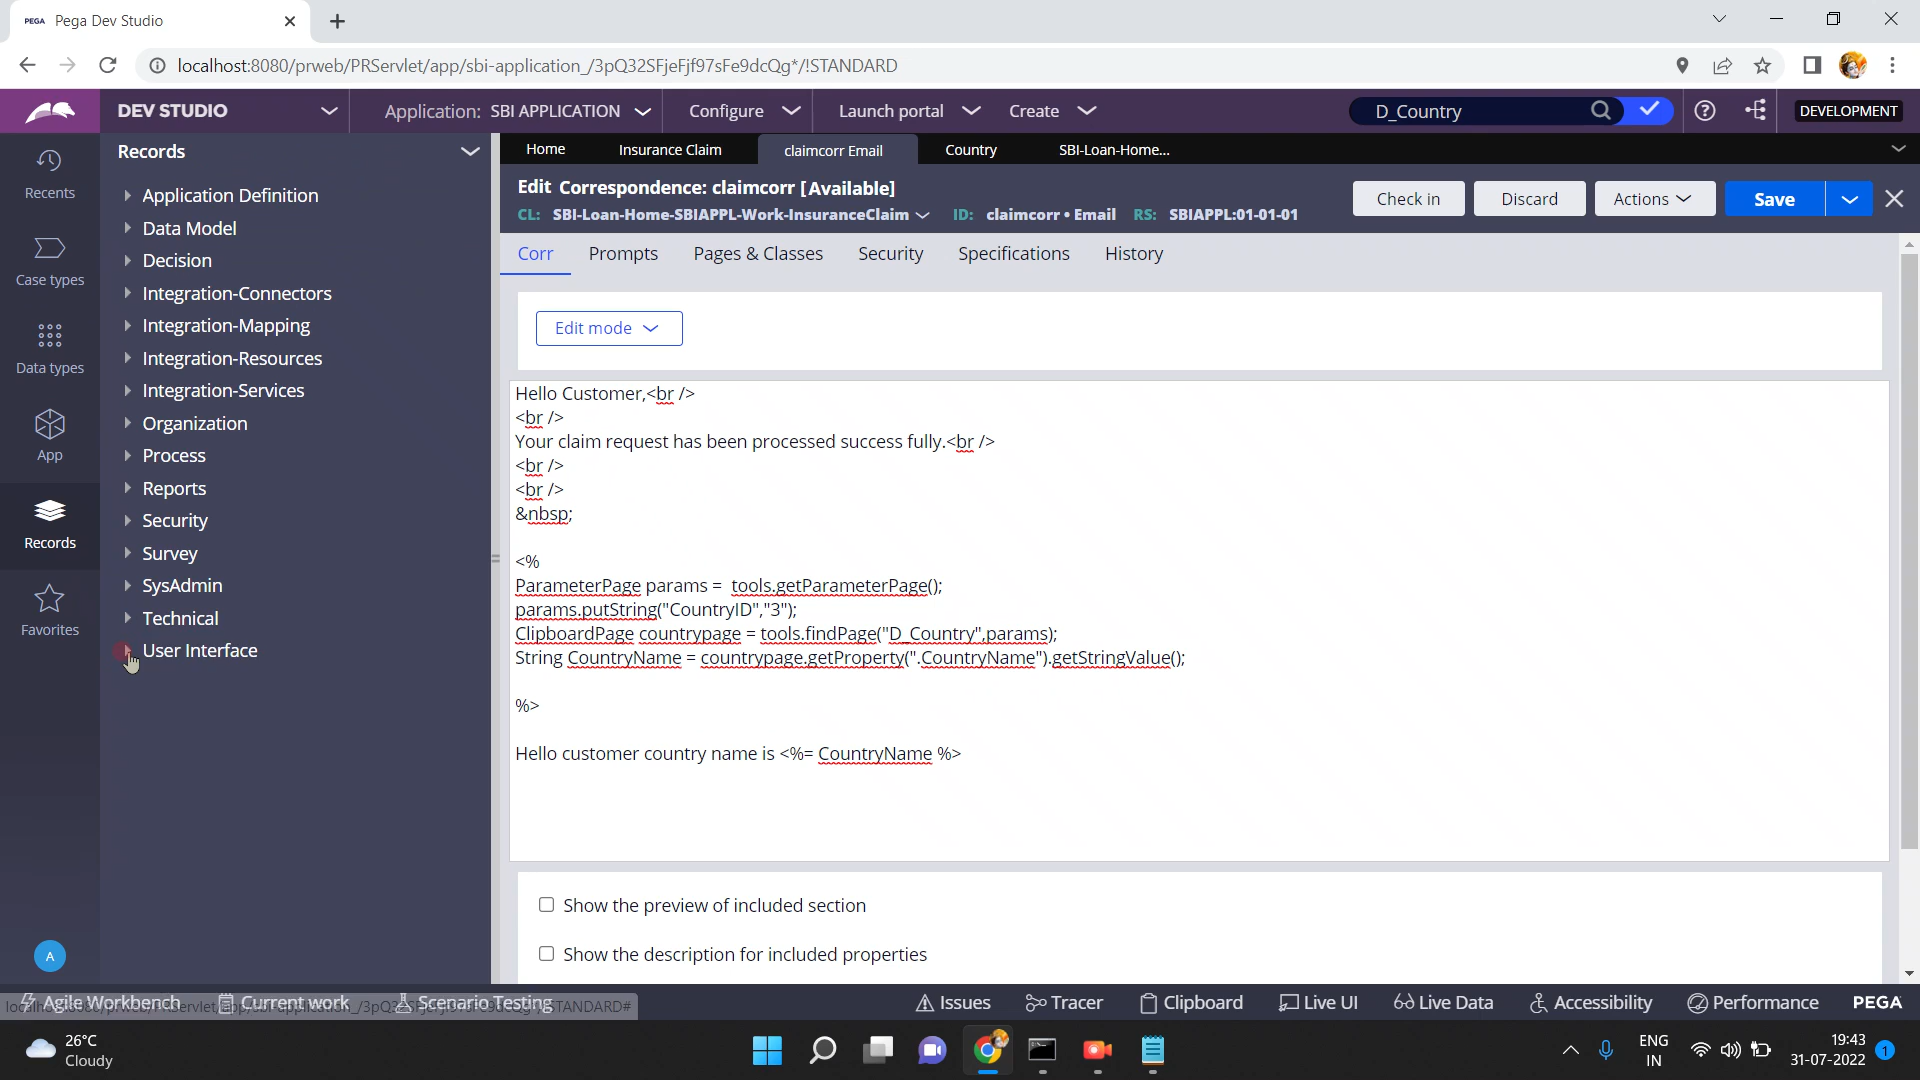 PEGA Pega Dev Studio
localhost:8080/prweb/PRServlet/app/sbi-application_/3pQ32SFjeFjf97sFe9dcQg*/!STANDARD
DEV STUDIO
Application: SBI APPLICATION
Configure
Launch portal
Create
D_Country
DEVELOPMENT
Recents
Case types
Data types
App
Records
Favorites
A
Records
Application Definition
Data Model
Decision
Integration-Connectors
Integration-Mapping
Integration-Resources
Integration-Services
Organization
Process
Reports
Security
Survey
SysAdmin
Technical
User Interface
Home
Insurance Claim
claimcorr Email
Country
SBI-Loan-Home...
Edit Correspondence: claimcorr [Available]
CL: SBI-Loan-Home-SBIAPPL-Work-InsuranceClaim ID: claimcorr • Email RS: SBIAPPL:01-01-01
Check in
Discard
Actions
Save
Corr
Prompts
Pages & Classes
Security
Specifications
History
Edit mode
Hello Customer,<br />
<br />
Your claim request has been processed success fully.<br />
<br />
<br />
&nbsp;
<%
ParameterPage params = tools.getParameterPage();
params.putString("CountryID","3");
ClipboardPage countrypage = tools.findPage("D_Country",params);
String CountryName = countrypage.getProperty(".CountryName").getStringValue();
%>
Hello customer country name is <%= CountryName %>
Show the preview of included section
Show the description for included properties
Agile Workbench
Current work
Scenario Testing
Issues
Tracer
Clipboard
Live UI
Live Data
Accessibility
Performance
PEGA
26°C
Cloudy
ENG
IN
19:43
31-07-2022
1